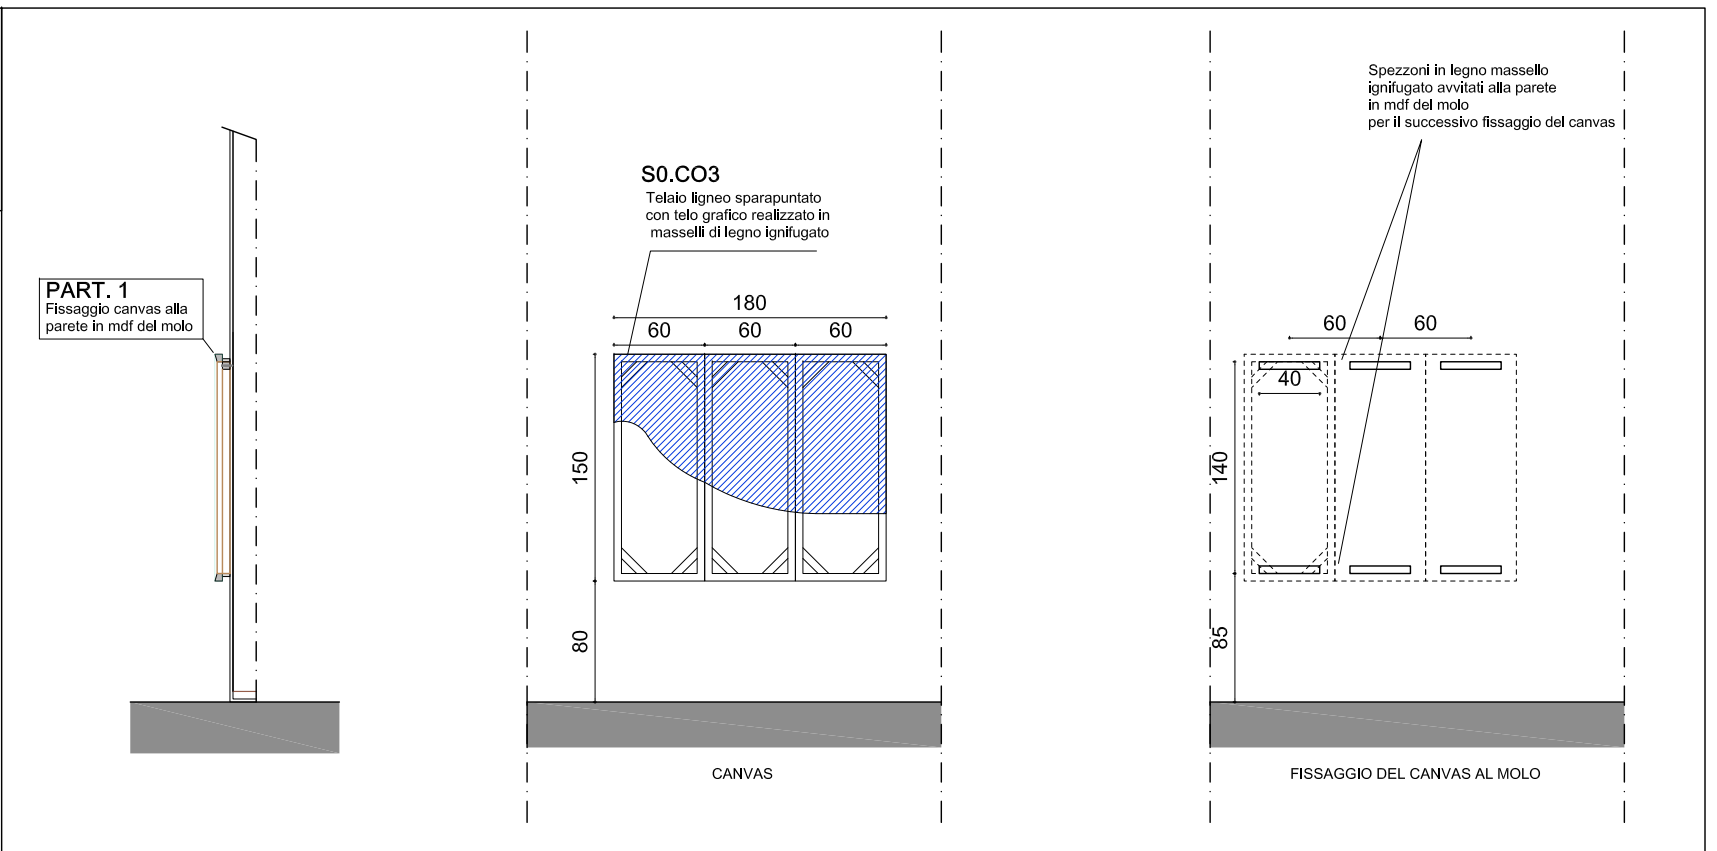 PART. 1
Fissaggio canvas alla
parete in mdf del molo
S0.CO3
Telaio ligneo sparapuntato
con telo grafico realizzato in
masselli di legno ignifugato
180
60
60
60
150
80
CANVAS
Spezzoni in legno massello
ignifugato avvitati alla parete
in mdf del molo
per il successivo fissaggio del canvas
60
60
40
140
85
FISSAGGIO DEL CANVAS AL MOLO